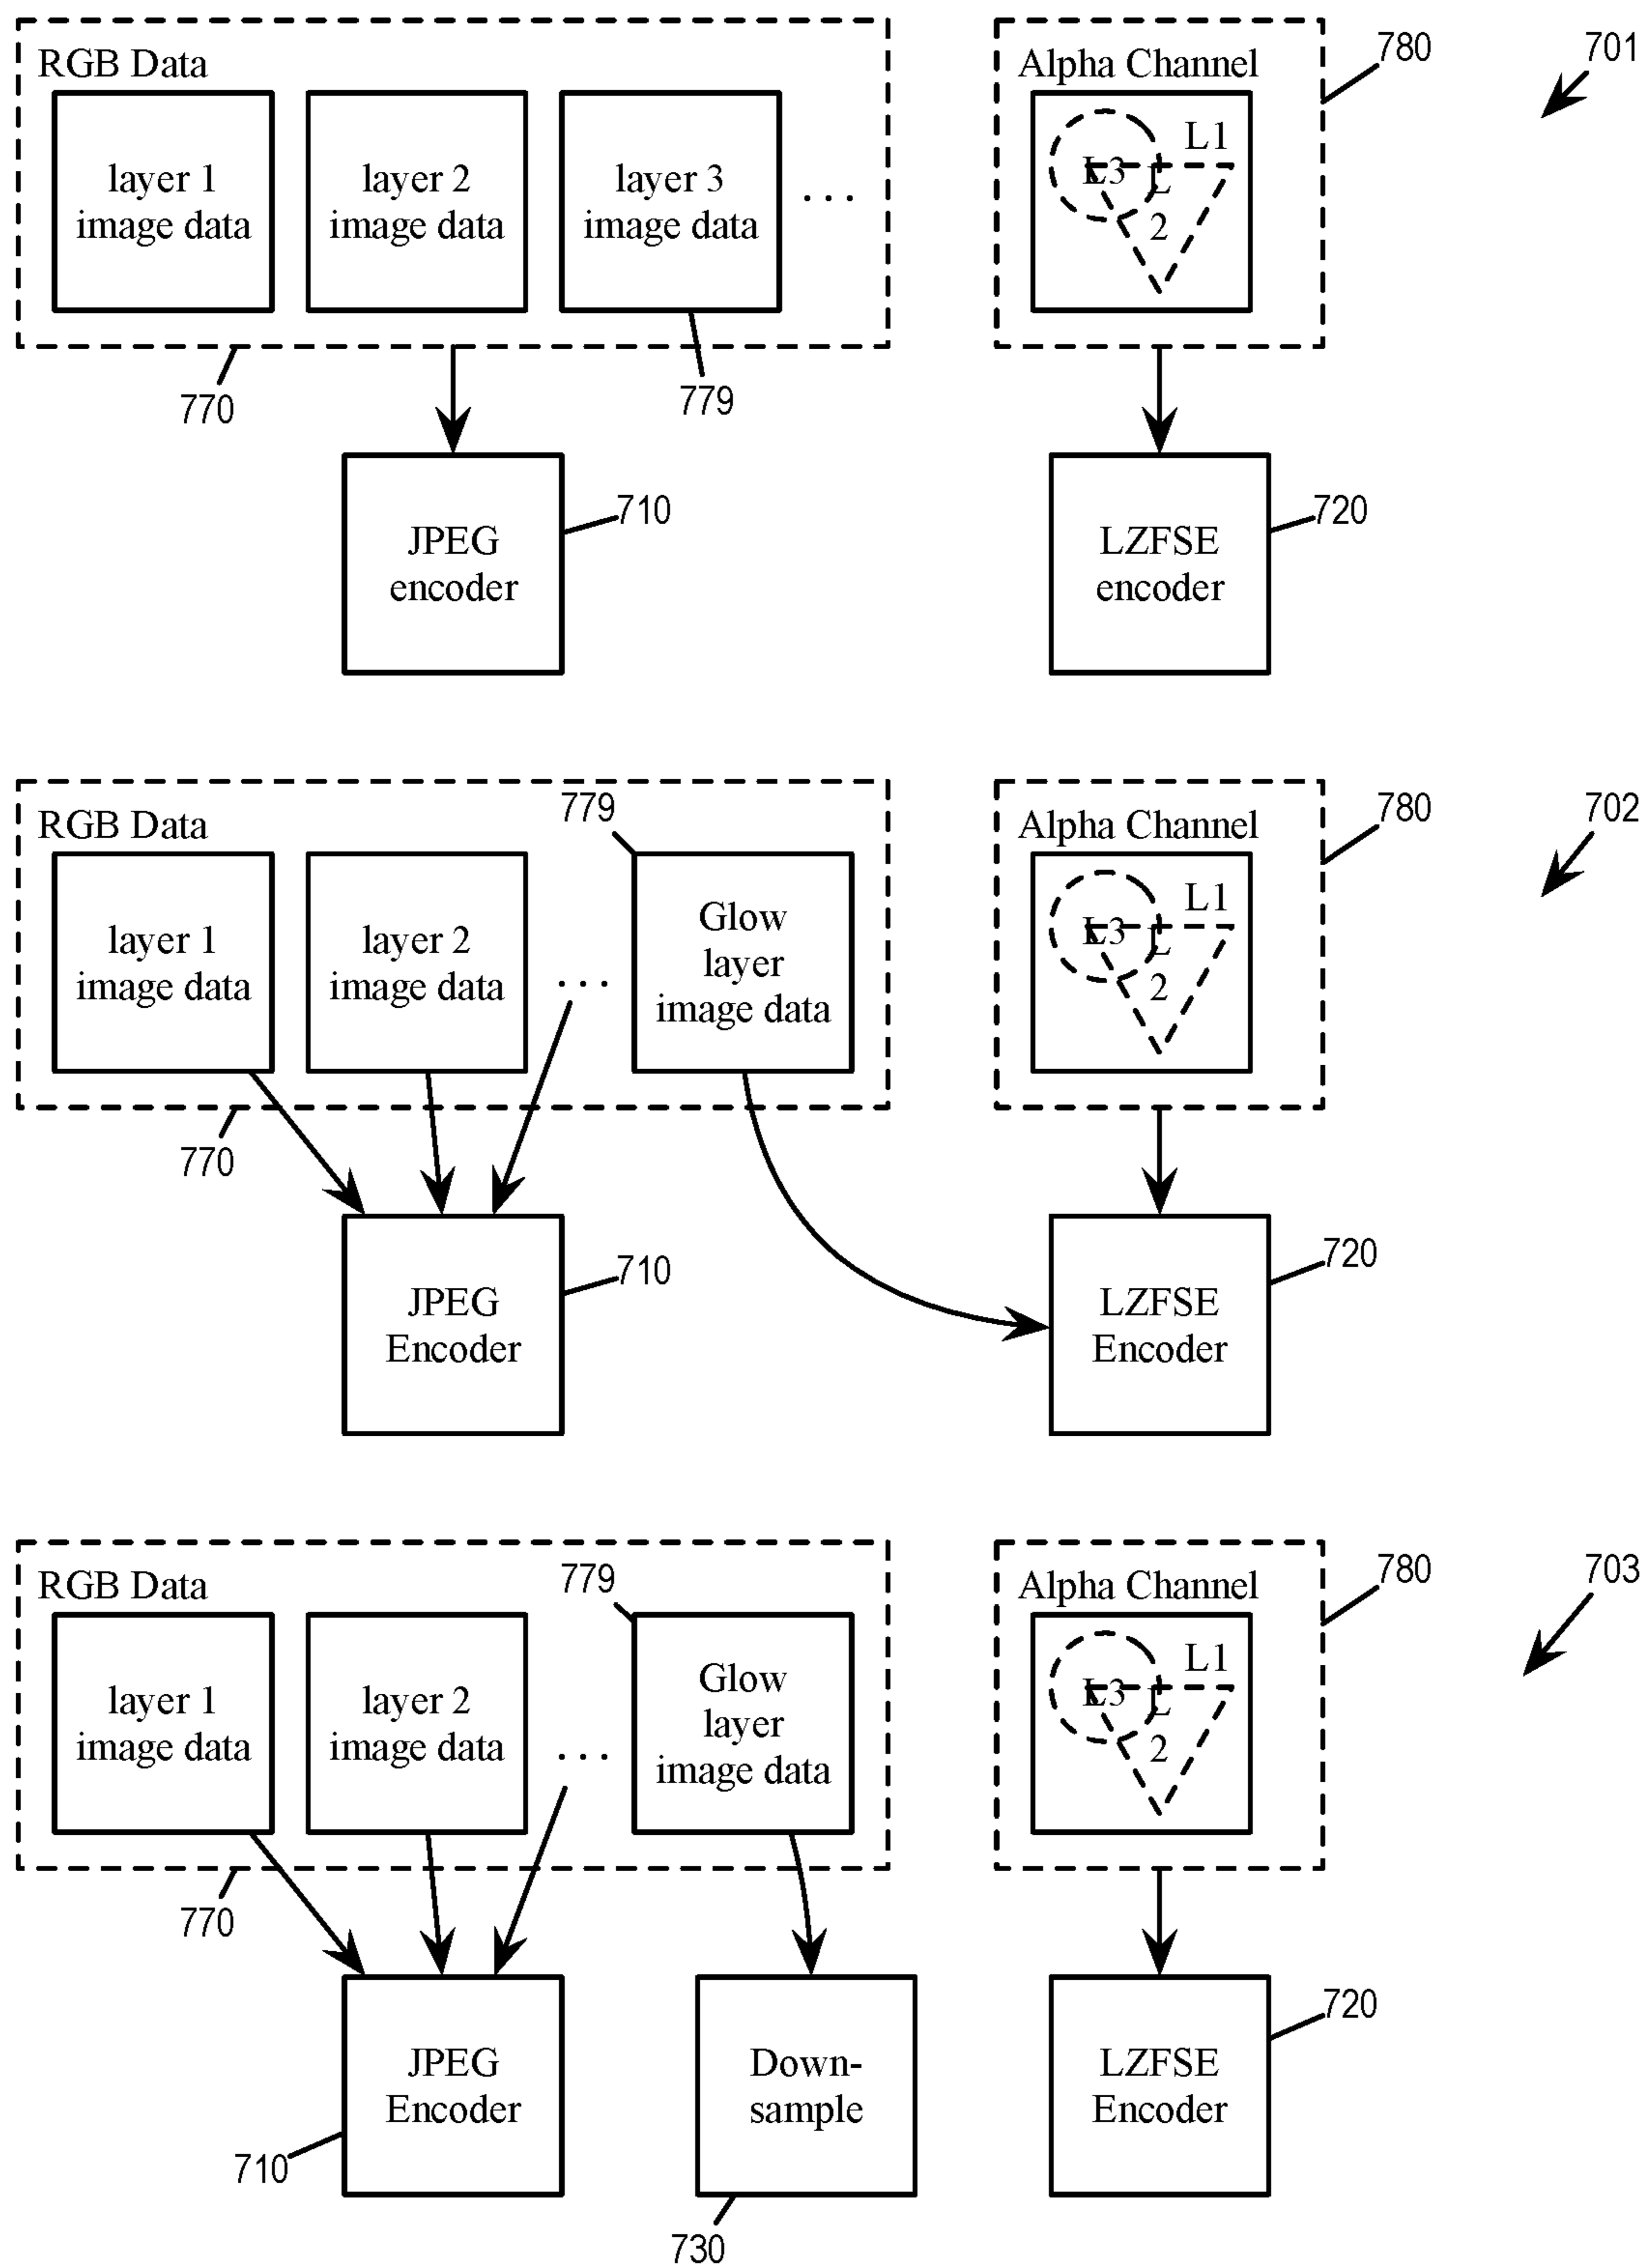 RGB Data
Alpha Channel
780
701
layer 1
image data
layer 2
image data
layer 3
image data
...
L1
L3
L
2
770
779
JPEG
encoder
710
LZFSE
encoder
720
RGB Data
779
Alpha Channel
780
702
layer 1
image data
layer 2
image data
...
Glow
layer
image data
L1
L3
L
2
770
JPEG
Encoder
710
LZFSE
Encoder
720
RGB Data
779
Alpha Channel
780
703
layer 1
image data
layer 2
image data
...
Glow
layer
image data
L1
L3
L
2
770
JPEG
Encoder
710
Down-
sample
730
LZFSE
Encoder
720